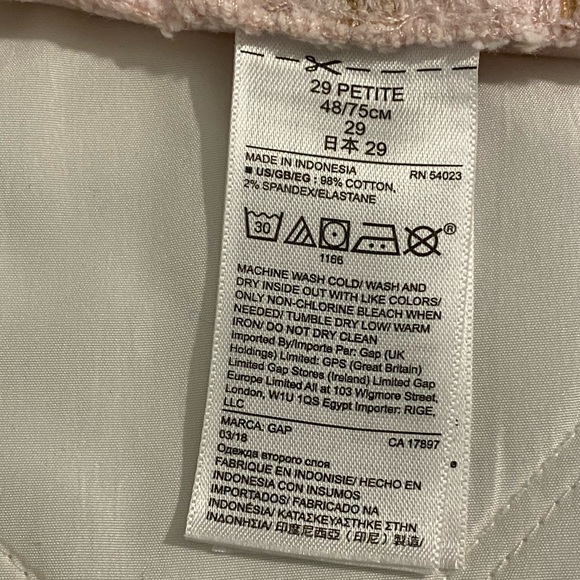 29 PETITE
48/75CM
29
日本 29
MADE IN INDONESIA RN 54023
■ US/GB/EG : 98% COTTON,
2% SPANDEX/ELASTANE
30
®
1166
MACHINE WASH COLD/ WASH AND
DRY INSIDE OUT WITH LIKE COLORS/
ONLY NON-CHLORINE BLEACH WHEN
NEEDED/ TUMBLE DRY LOW/ WARM
IRON/ DO NOT DRY CLEAN
Imported By/Importe Par: Gap (UK
Holdings) Limited: GPS (Great Britain)
Limited Gap Stores (Ireland) Limited Gap
Europe Limited All at 103 Wigmore Street,
London, W1U 1QS Egypt Importer: RIGE,
LLC
MARCA: GAP CA 17897
03/18
Одежда второго слоя
FABRIQUÉ EN INDONISIE/ HECHO EN
INDONESIA CON INSUMOS
IMPORTADOS/ FABRICADO EN
INDONÉSIA/ ΚΑΤΑΣΚΕΥΑΣΤΗΚΕ ΣΤΗΝ
ΙΝΔΟΝΗΣΙΑ/ 印度尼西亞 (印尼) 製造/